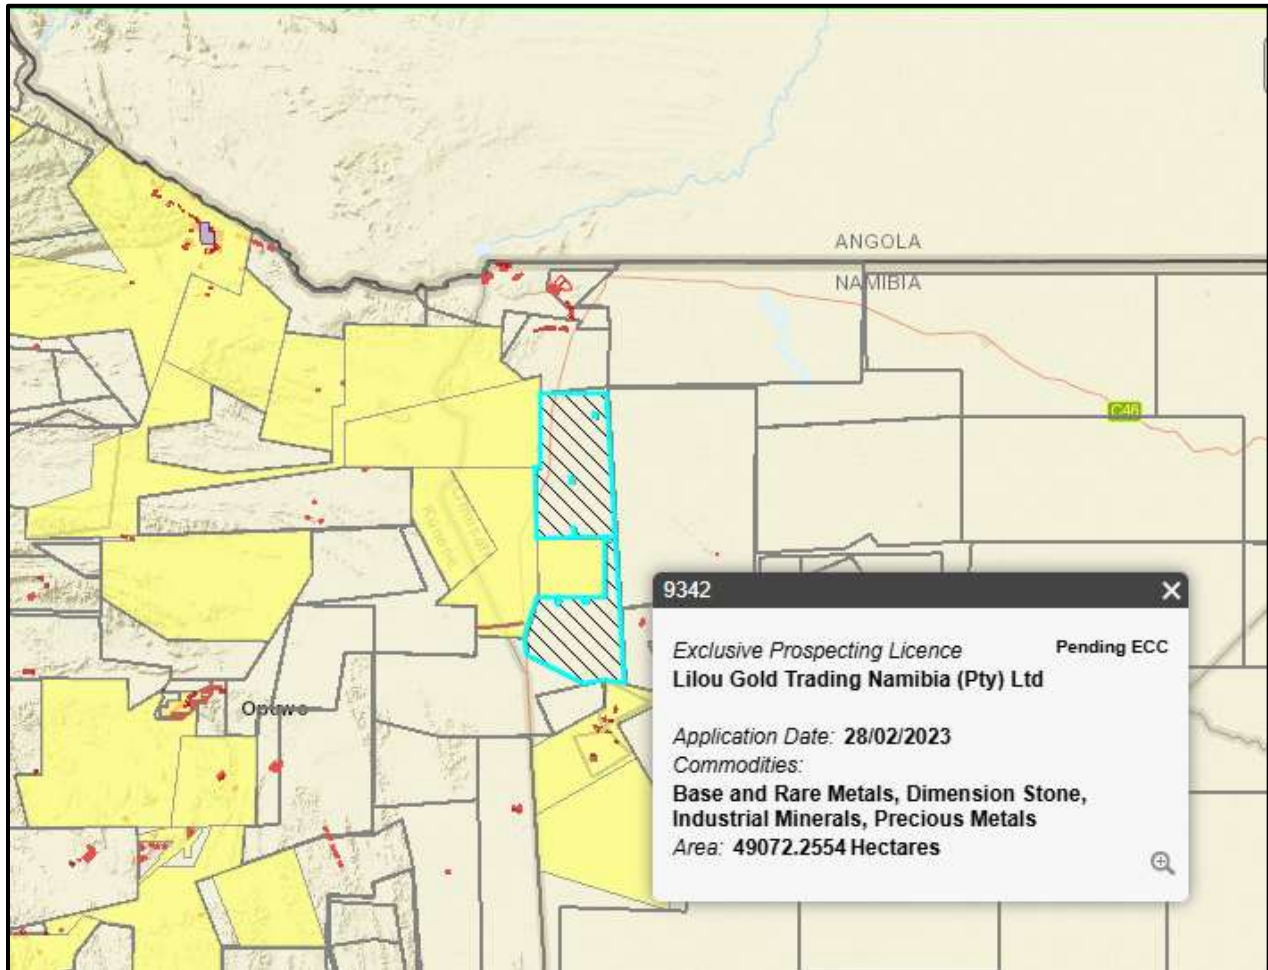 ANGOLA
NAMIBIA
C46
Kunene
Opuwo
9342
Exclusive Prospecting Licence
Pending ECC
Lilou Gold Trading Namibia (Pty) Ltd
Application Date: 28/02/2023
Commodities:
Base and Rare Metals, Dimension Stone,
Industrial Minerals, Precious Metals
Area: 49072.2554 Hectares